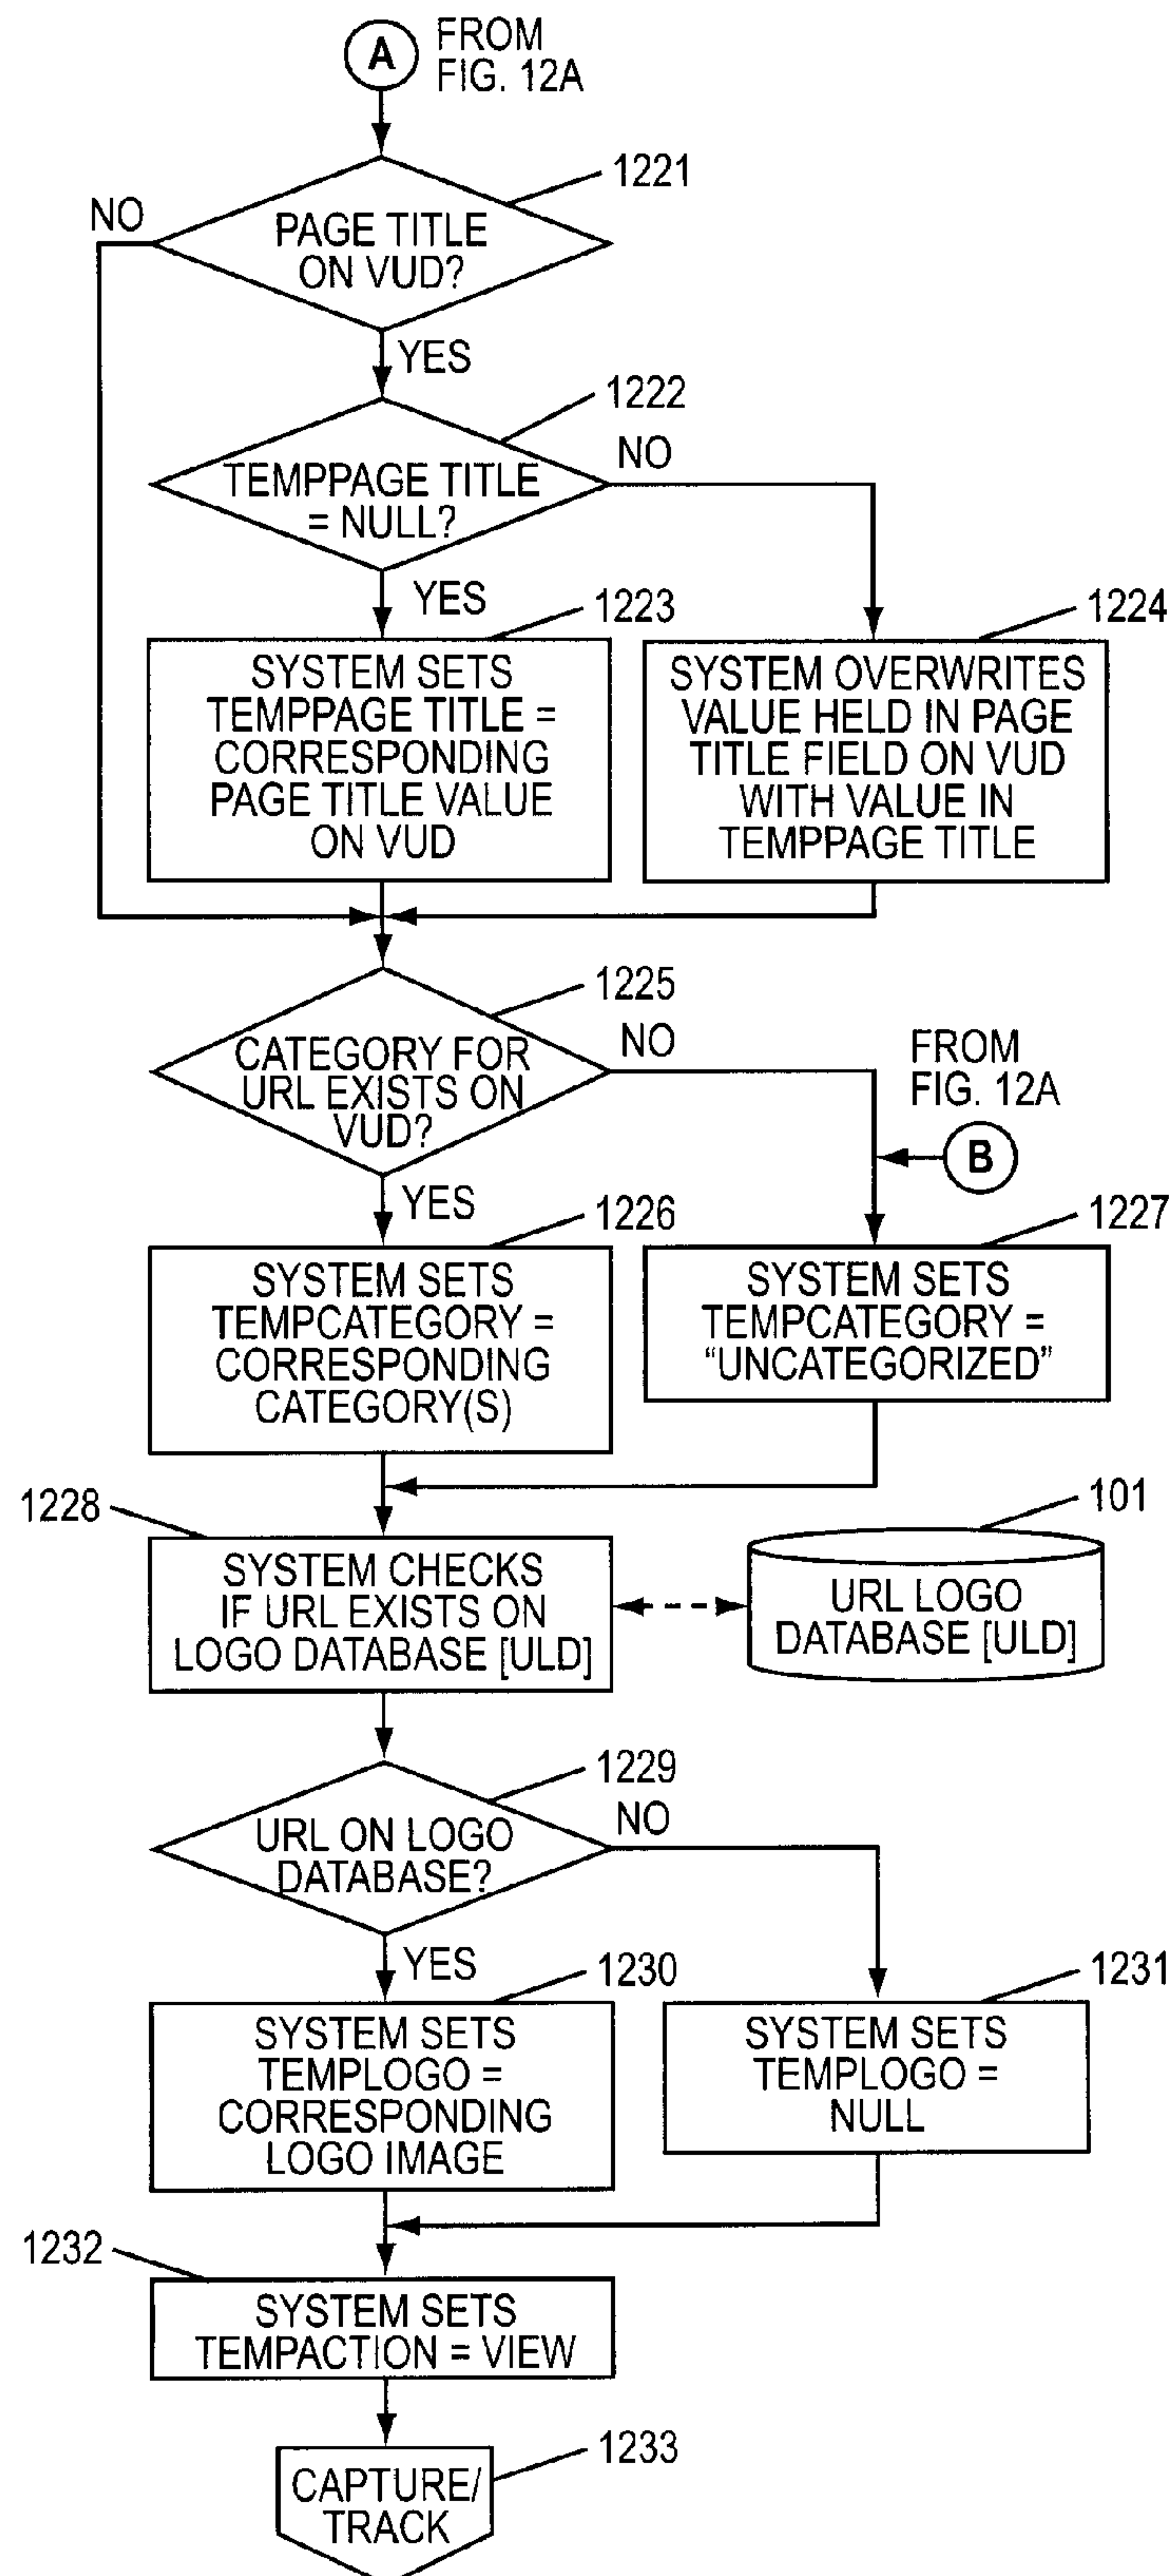 A
FROM
FIG. 12A
1221
NO
PAGE TITLE
ON VUD?
YES
1222
NO
TEMPPAGE TITLE
= NULL?
YES
1223
1224
SYSTEM SETS
TEMPPAGE TITLE =
CORRESPONDING
PAGE TITLE VALUE
ON VUD
SYSTEM OVERWRITES
VALUE HELD IN PAGE
TITLE FIELD ON VUD
WITH VALUE IN
TEMPPAGE TITLE
1225
NO
CATEGORY FOR
URL EXISTS ON
VUD?
FROM
FIG. 12A
B
YES
1226
1227
SYSTEM SETS
TEMPCATEGORY =
CORRESPONDING
CATEGORY(S)
SYSTEM SETS
TEMPCATEGORY =
“UNCATEGORIZED”
1228
101
SYSTEM CHECKS
IF URL EXISTS ON
LOGO DATABASE [ULD]
URL LOGO
DATABASE [ULD]
1229
NO
URL ON LOGO
DATABASE?
YES
1230
1231
SYSTEM SETS
TEMPLOGO =
CORRESPONDING
LOGO IMAGE
SYSTEM SETS
TEMPLOGO =
NULL
1232
SYSTEM SETS
TEMPACTION = VIEW
1233
CAPTURE/
TRACK